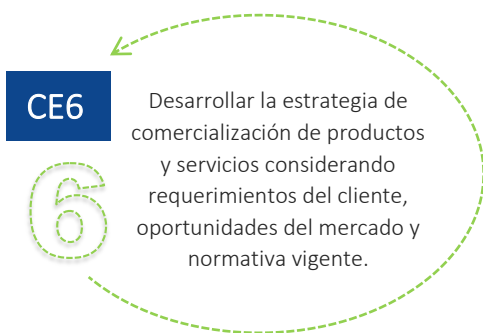 CE6
6
Desarrollar la estrategia de
comercialización de productos
y servicios considerando
requerimientos del cliente,
oportunidades del mercado y
normativa vigente.